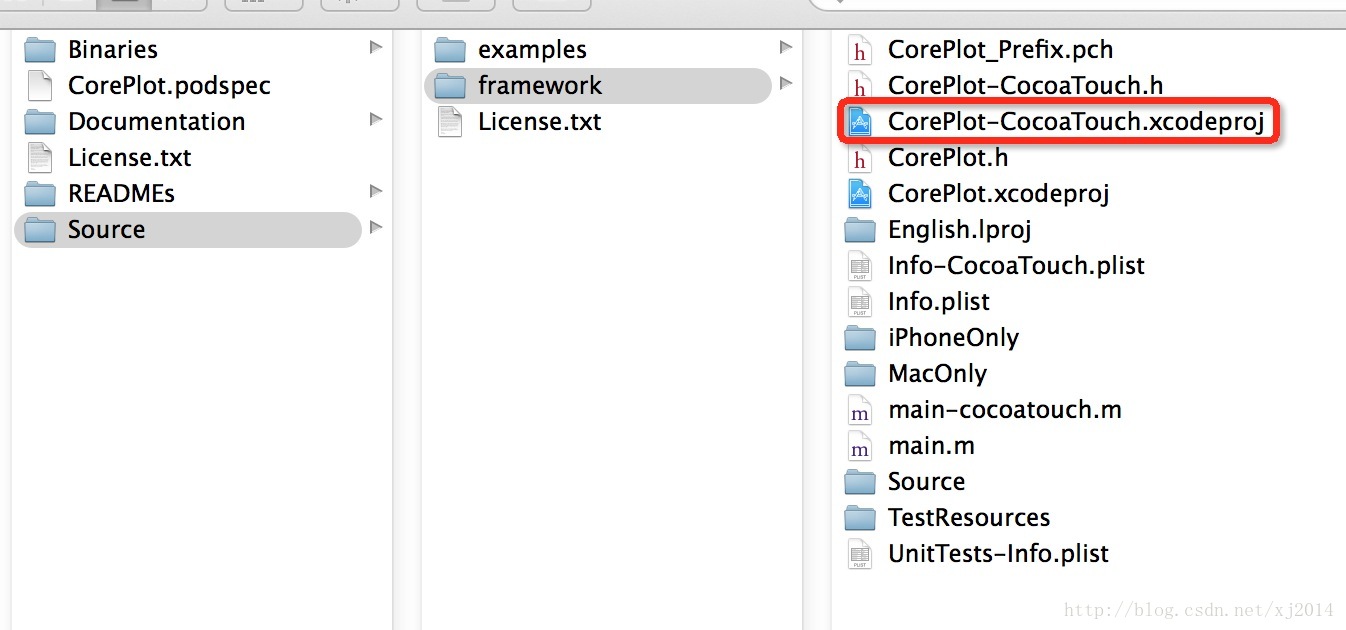 Binaries
CorePlot.podspec
Documentation
License.txt
READMEs
Source
examples
framework
License.txt
CorePlot_Prefix.pch
CorePlot-CocoaTouch.h
CorePlot-CocoaTouch.xcodeproj
CorePlot.h
CorePlot.xcodeproj
English.lproj
Info-CocoaTouch.plist
Info.plist
iPhoneOnly
MacOnly
main-cocoatouch.m
main.m
Source
TestResources
UnitTests-Info.plist
http://blog.csdn.net/xj2014